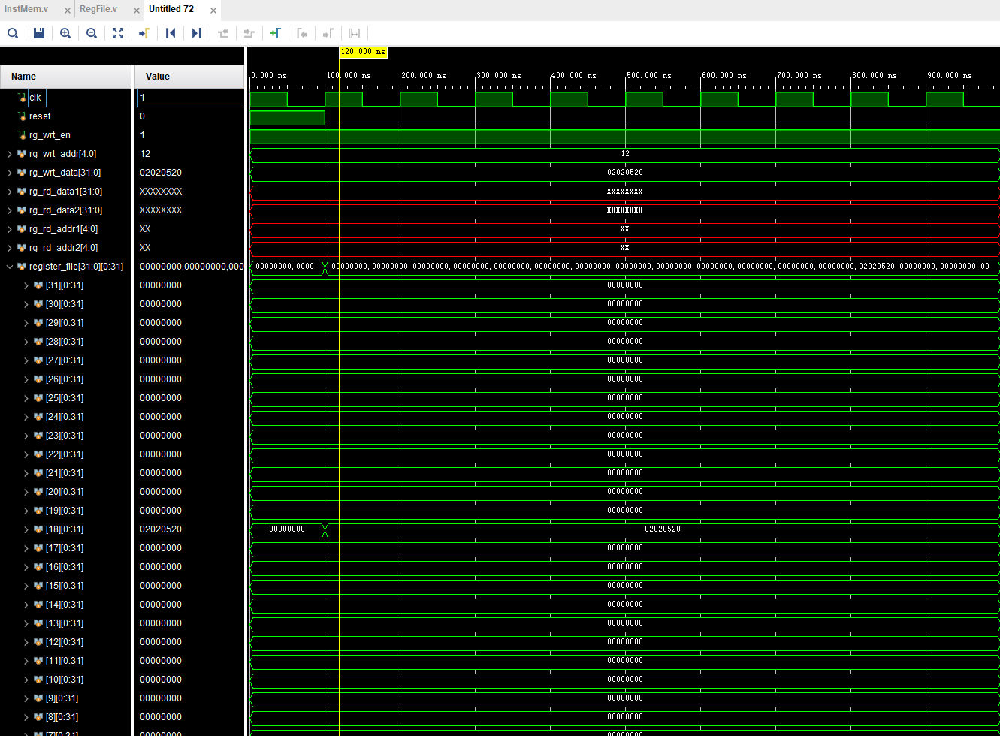 InstMem.v RegFile.v Untitled 72
120.000 ns
Name Value
0.000 ns 100.000 ns 200.000 ns 300.000 ns 400.000 ns 500.000 ns 600.000 ns 700.000 ns 800.000 ns 900.000 ns
clk 1
reset 0
rg_wrt_en 1
rg_wrt_addr[4:0] 12 12
rg_wrt_data[31:0] 02020520 02020520
rg_rd_data1[31:0] XXXXXXXX XXXXXXXX
rg_rd_data2[31:0] XXXXXXXX XXXXXXXX
rg_rd_addr1[4:0] XX XX
rg_rd_addr2[4:0] XX XX
register_file[31:0][0:31] 00000000,00000000,000 00000000,0000 00000000,00000000,00000000,00000000,00000000,00000000,00000000,00000000,00000000,00000000,00000000,00000000,00000000,02020520,00000000,00000000,00
[31][0:31] 00000000 00000000
[30][0:31] 00000000 00000000
[29][0:31] 00000000 00000000
[28][0:31] 00000000 00000000
[27][0:31] 00000000 00000000
[26][0:31] 00000000 00000000
[25][0:31] 00000000 00000000
[24][0:31] 00000000 00000000
[23][0:31] 00000000 00000000
[22][0:31] 00000000 00000000
[21][0:31] 00000000 00000000
[20][0:31] 00000000 00000000
[19][0:31] 00000000 00000000
[18][0:31] 02020520 00000000 02020520
[17][0:31] 00000000 00000000
[16][0:31] 00000000 00000000
[15][0:31] 00000000 00000000
[14][0:31] 00000000 00000000
[13][0:31] 00000000 00000000
[12][0:31] 00000000 00000000
[11][0:31] 00000000 00000000
[10][0:31] 00000000 00000000
[9][0:31] 00000000 00000000
[8][0:31] 00000000 00000000
[7][0:31] 00000000 00000000